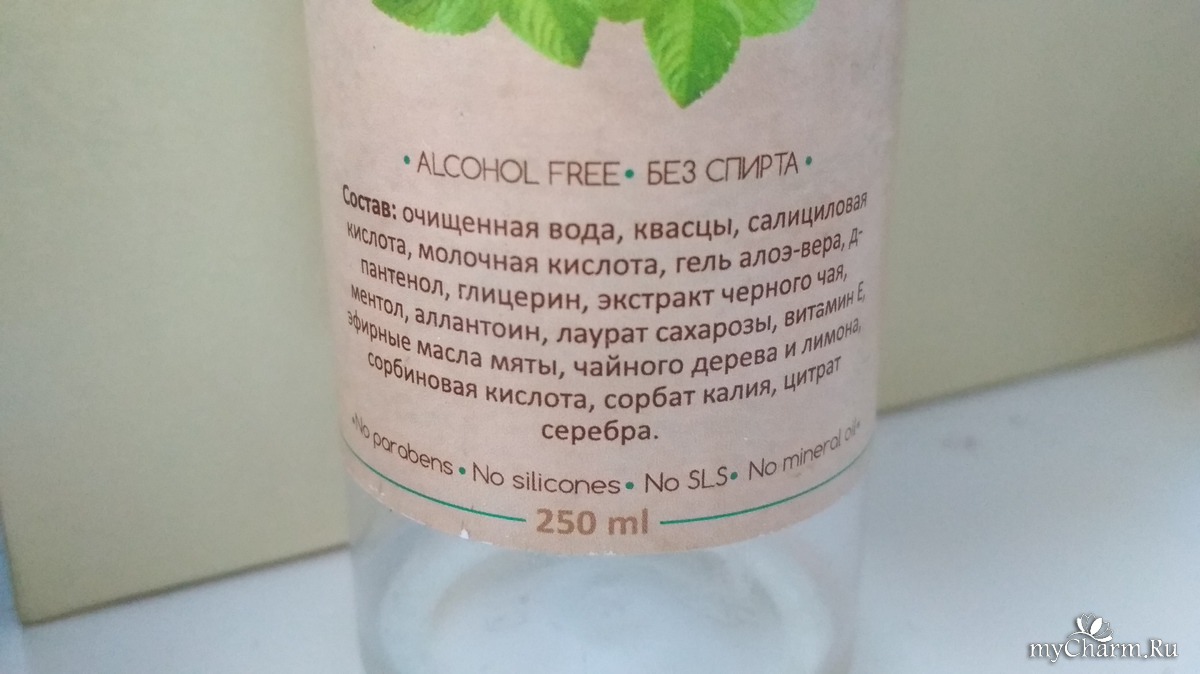 • ALCOHOL FREE • БЕЗ СПИРТА •
Состав: очищенная вода, квасцы, салициловая
кислота, молочная кислота, гель алоэ-вера, д-
пантенол, глицерин, экстракт черного чая,
ментол, аллантоин, лаурат сахарозы, витамин Е,
эфирные масла мяты, чайного дерева и лимона,
сорбиновая кислота, сорбат калия, цитрат
серебра.
•No parabens • No silicones • No SLS • No mineral oil•
250 ml
myCharm.Ru